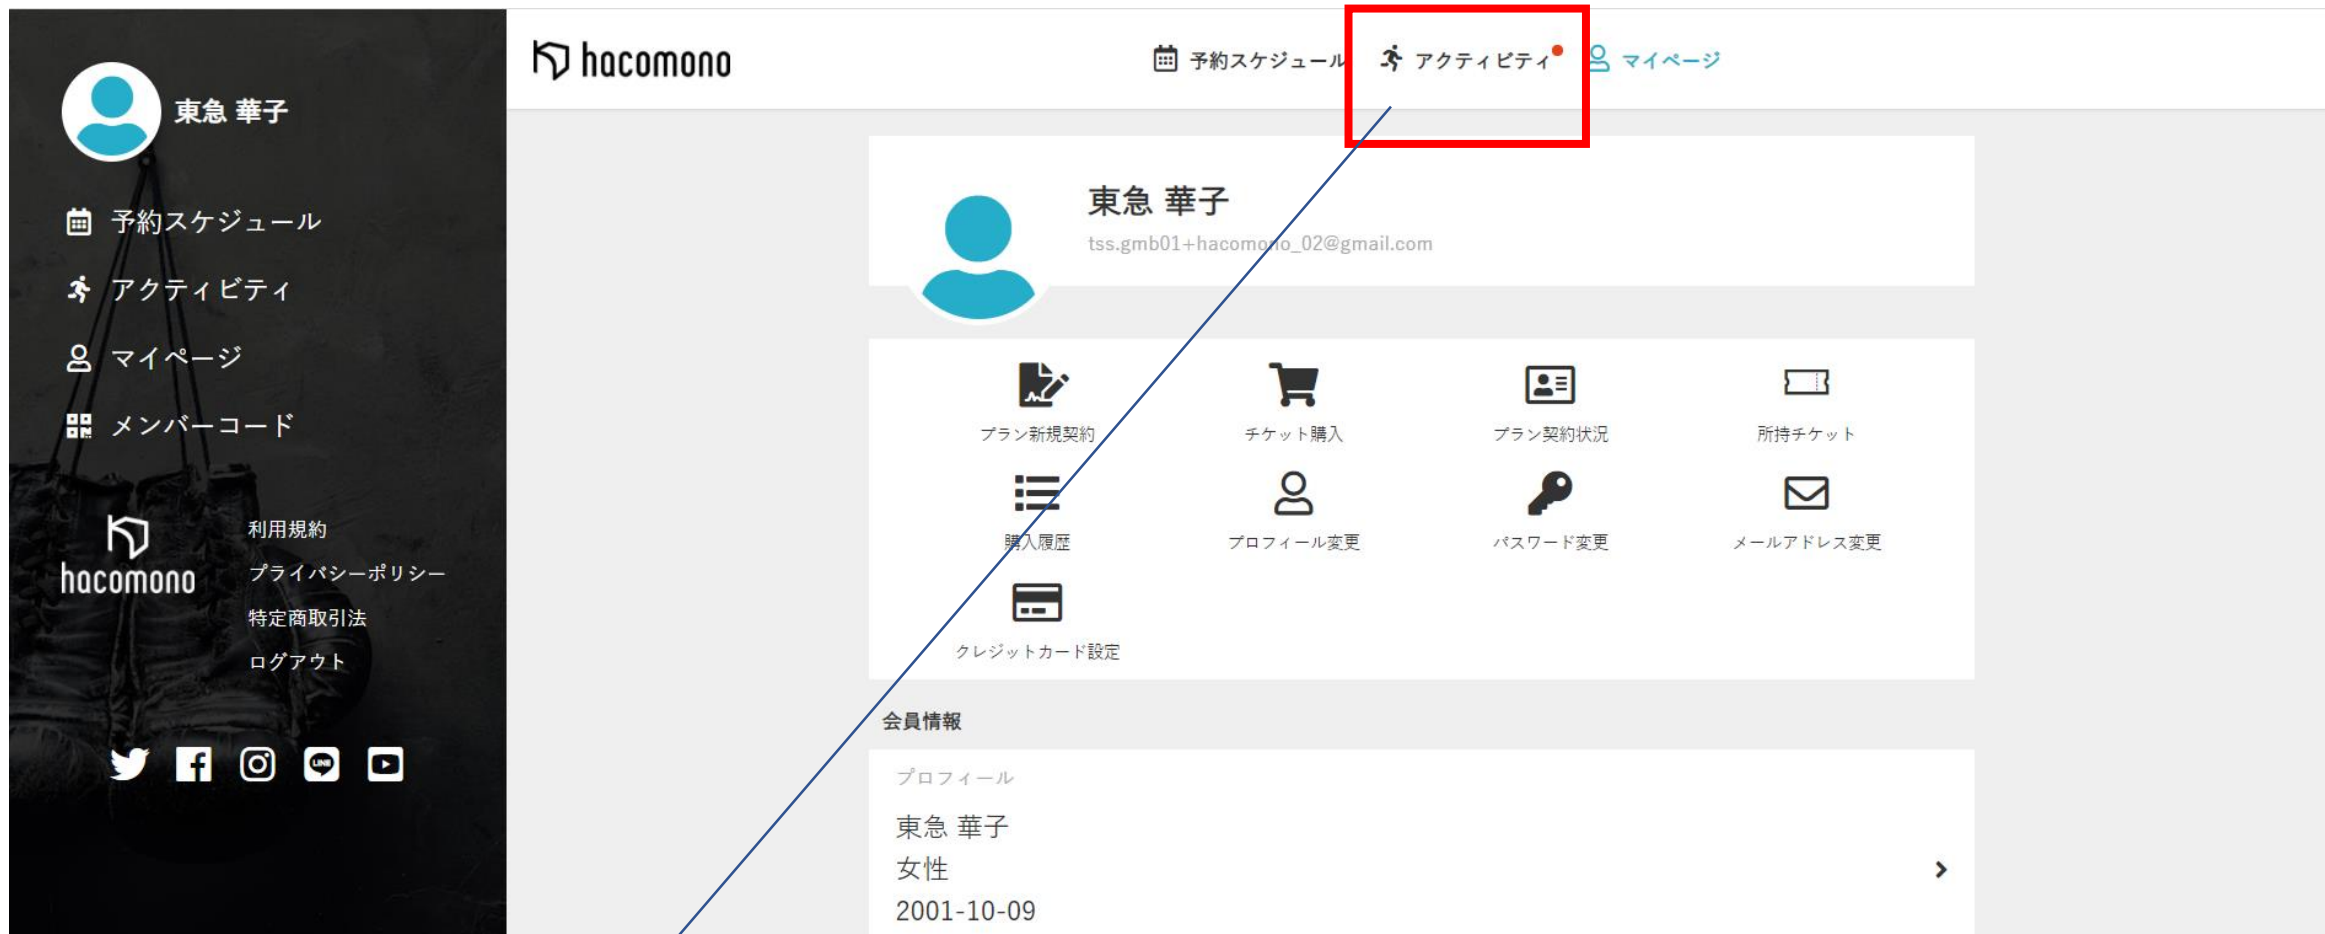 東急 華子
予約スケジュール
アクティビティ
マイページ
メンバーコード
hacomono
利用規約
プライバシーポリシー
特定商取引法
ログアウト
LINE
hacomono
予約スケジュール
アクティビティ
マイページ
東急 華子
tss.gmb01+hacomono_02@gmail.com
プラン新規契約
チケット購入
プラン契約状況
所持チケット
購入履歴
プロフィール変更
パスワード変更
メールアドレス変更
クレジットカード設定
会員情報
プロフィール
東急 華子
女性
2001-10-09